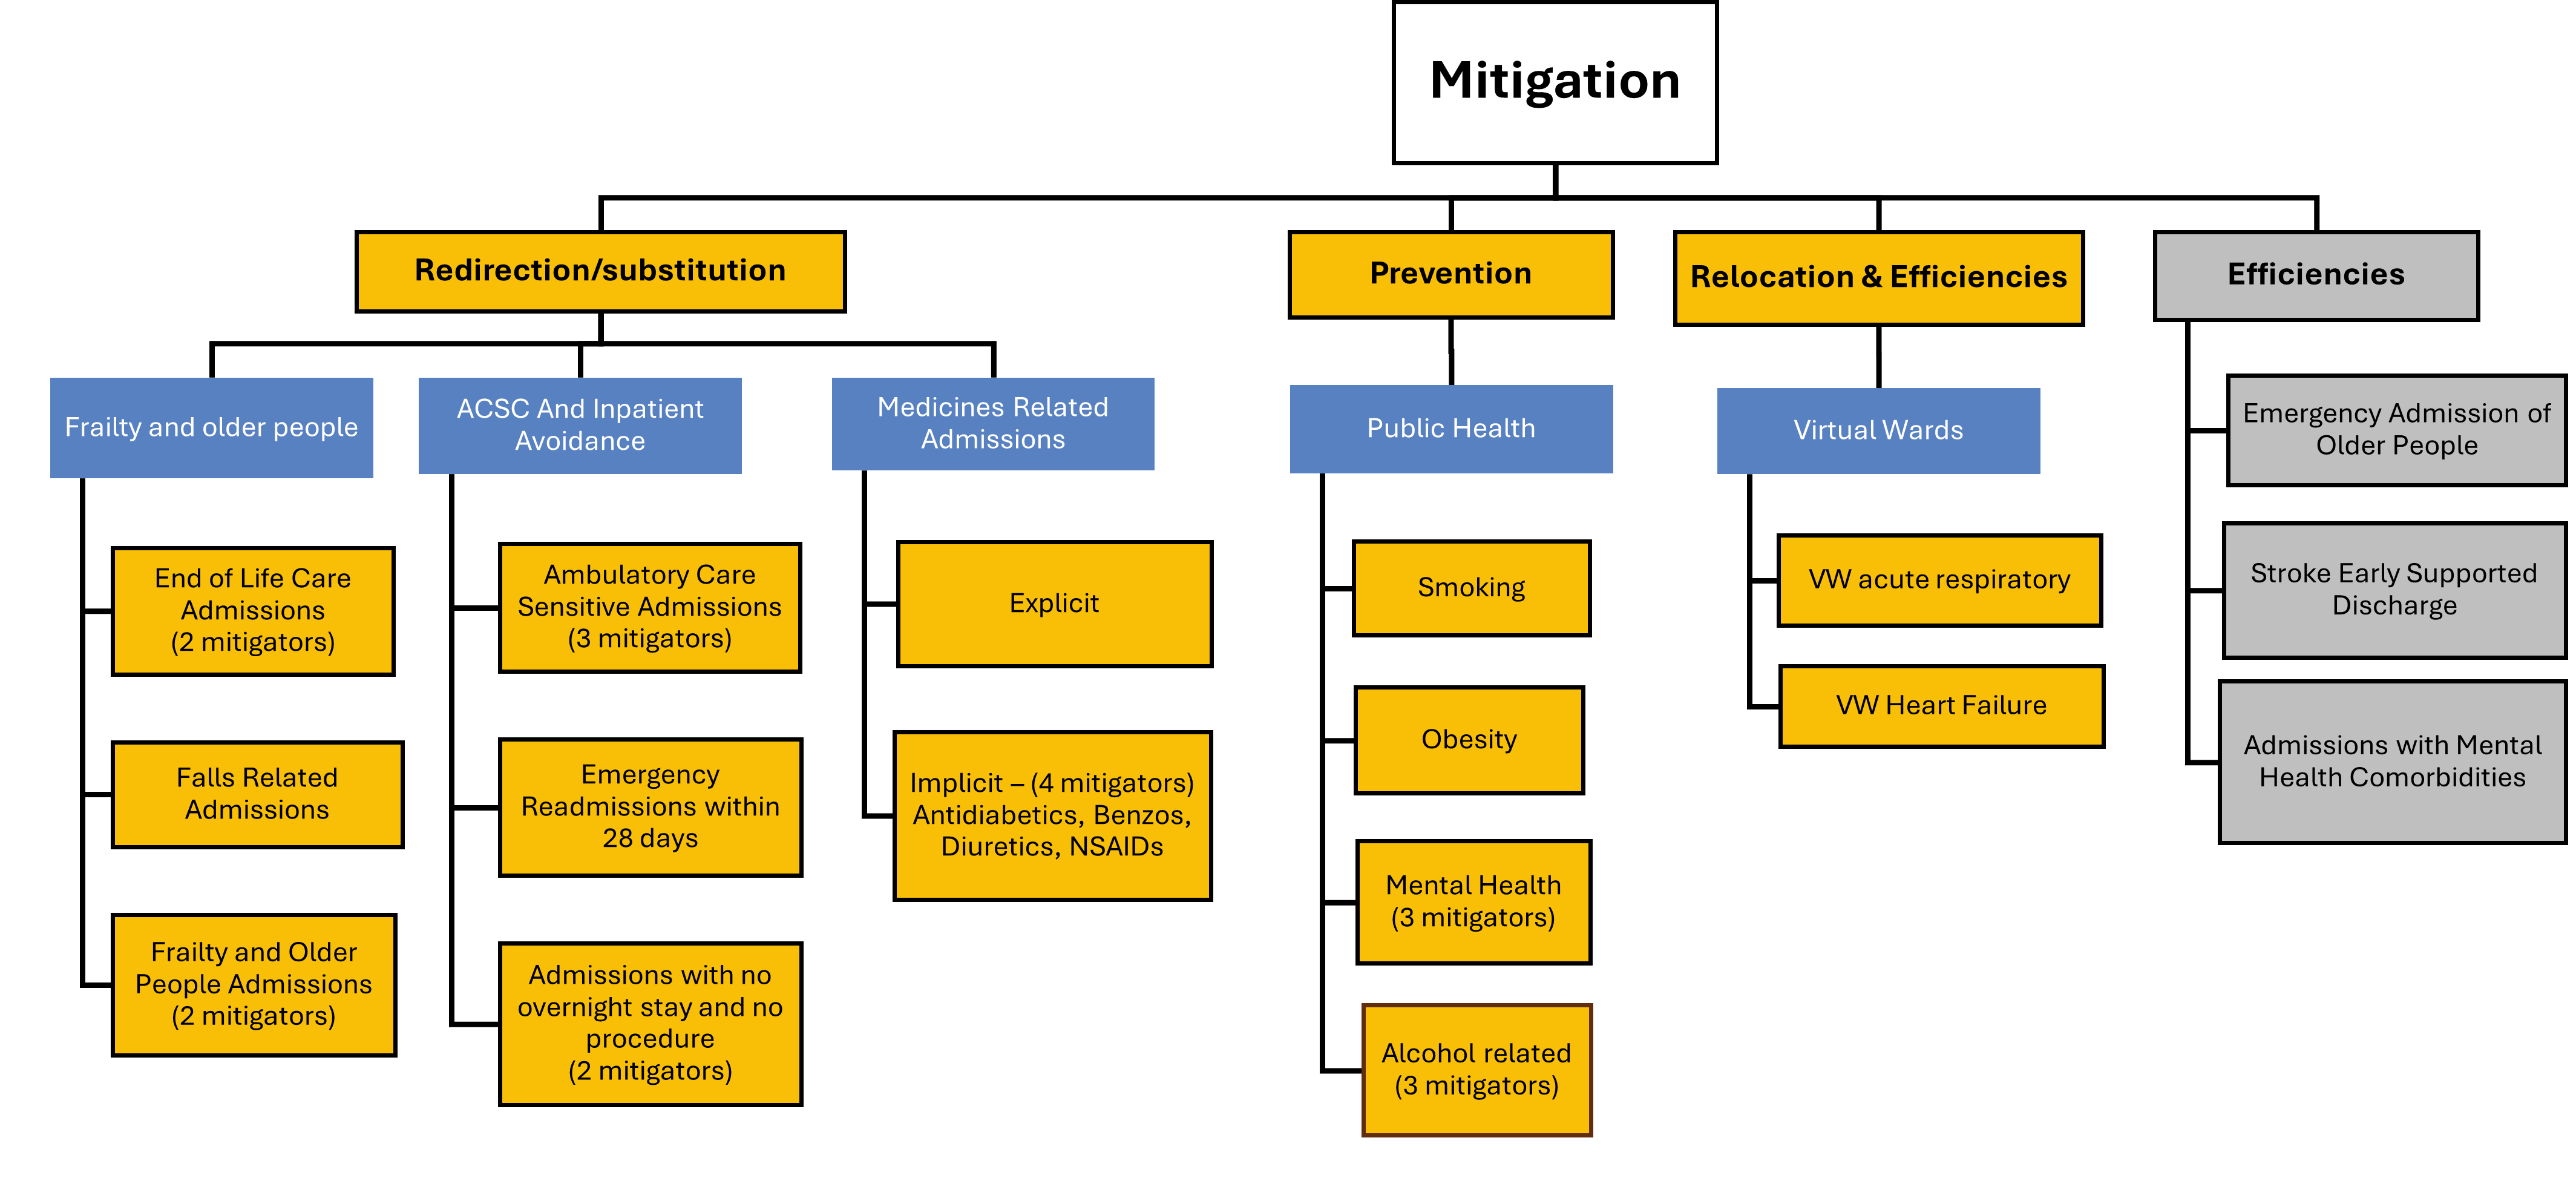 Mitigation
Redirection/substitution
Prevention
Relocation & Efficiencies
Efficiencies
Frailty and older people
ACSC And Inpatient
Avoidance
Medicines Related
Admissions
Public Health
Virtual Wards
End of Life Care
Admissions
(2 mitigators)
Falls Related
Admissions
Frailty and Older
People Admissions
(2 mitigators)
Ambulatory Care
Sensitive Admissions
(3 mitigators)
Emergency
Readmissions within
28 days
Admissions with no
overnight stay and no
procedure
(2 mitigators)
Explicit
Implicit – (4 mitigators)
Antidiabetics, Benzos,
Diuretics, NSAIDs
Smoking
Obesity
Mental Health
(3 mitigators)
Alcohol related
(3 mitigators)
VW acute respiratory
VW Heart Failure
Emergency Admission of
Older People
Stroke Early Supported
Discharge
Admissions with Mental
Health Comorbidities